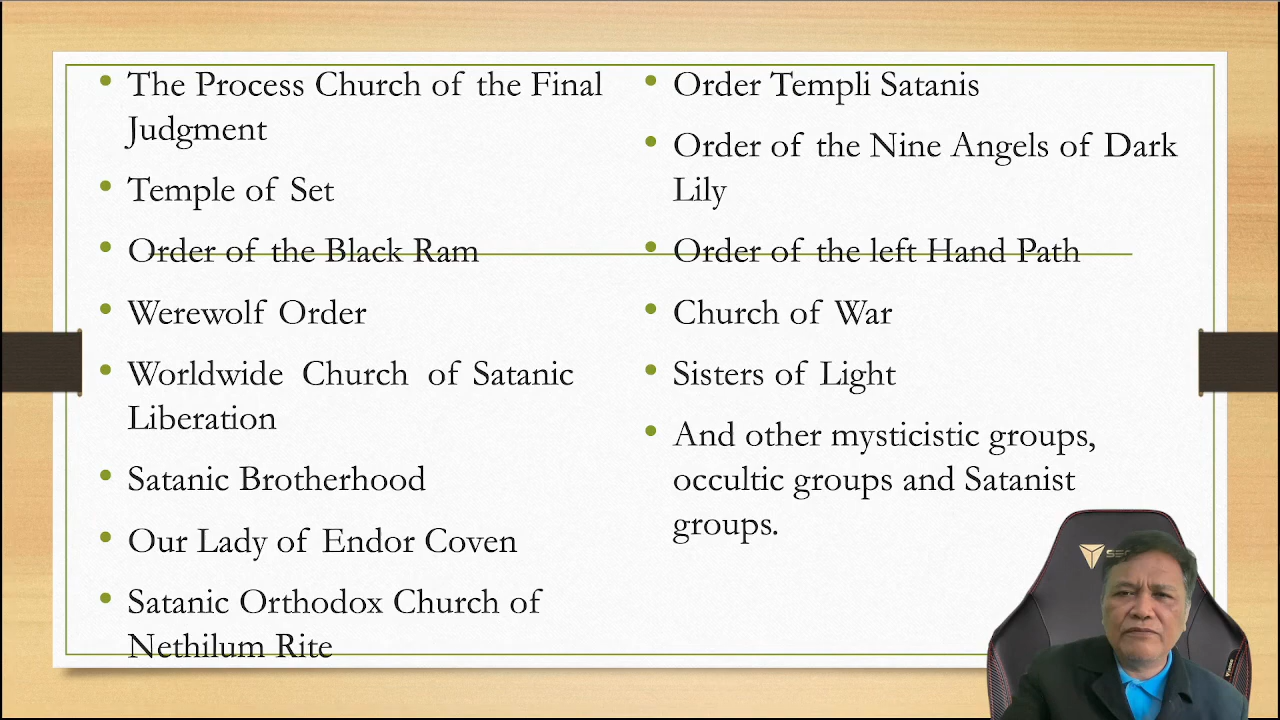 The Process Church of the Final
Judgment
Temple of Set
Order of the Black Ram
Werewolf Order
Worldwide Church of Satanic
Liberation
Satanic Brotherhood
Our Lady of Endor Coven
Satanic Orthodox Church of
Nethilum Rite
Order Templi Satanis
Order of the Nine Angels of Dark
Lily
Order of the left Hand Path
Church of War
Sisters of Light
And other mysticistic groups,
occultic groups and Satanist
groups.